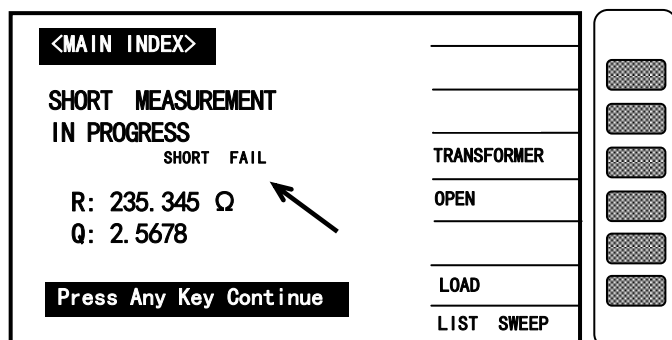 <MAIN INDEX>
SHORT MEASUREMENT
IN PROGRESS
SHORT FAIL
R: 235.345 Ω
Q: 2.5678
Press Any Key Continue
TRANSFORMER
OPEN
LOAD
LIST SWEEP